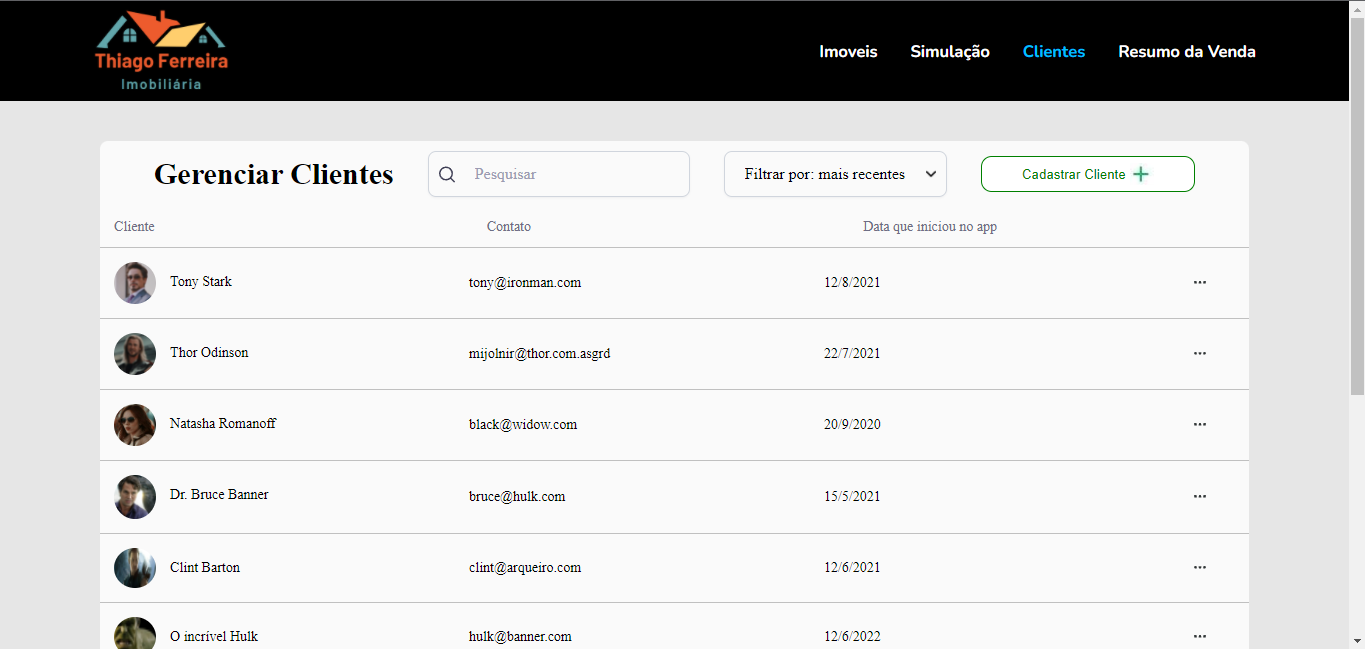 Thiago Ferreira
Imobiliária
Imoveis Simulação Clientes Resumo da Venda
Gerenciar Clientes Pesquisar Filtrar por: mais recentes Cadastrar Cliente
Cliente Contato Data que iniciou no app
Tony Stark tony@ironman.com 12/8/2021
Thor Odinson mijolnir@thor.com.asgrd 22/7/2021
Natasha Romanoff black@widow.com 20/9/2020
Dr. Bruce Banner bruce@hulk.com 15/5/2021
Clint Barton clint@arqueiro.com 12/6/2021
O incrível Hulk hulk@banner.com 12/6/2022